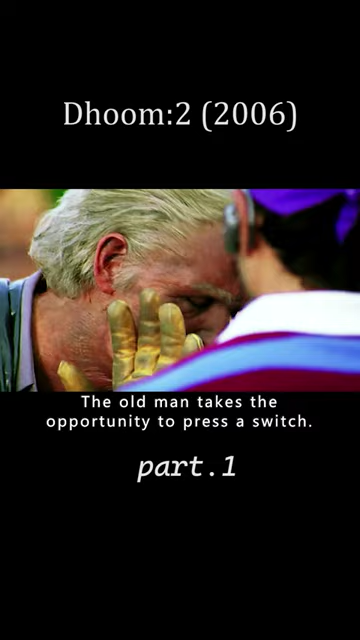 Dhoom:2 (2006)
The old man takes the
opportunity to press a switch.
part.1